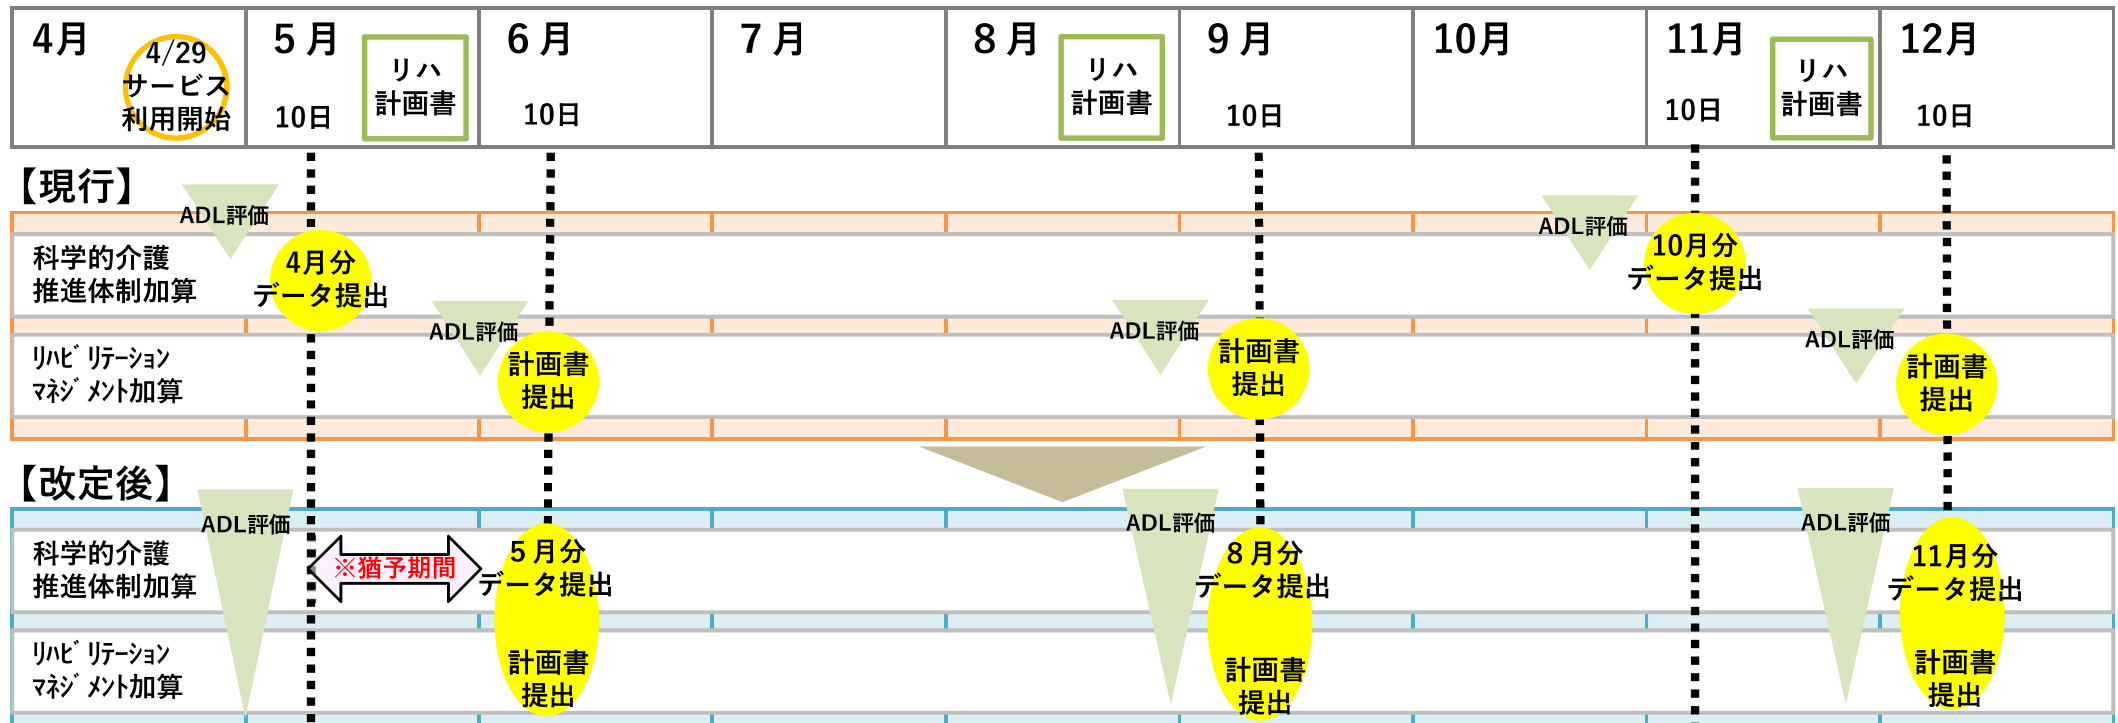 4月
4/29
サービス
利用開始
5月
10日
リハ
計画書
6月
10日
7月
8月
リハ
計画書
9月
10日
10月
11月
10日
リハ
計画書
12月
10日
【現行】
ADL評価
ADL評価
科学的介護
推進体制加算
4月分
データ提出
10月分
データ提出
ADL評価
ADL評価
ADL評価
リハビリテーション
マネジメント加算
計画書
提出
計画書
提出
計画書
提出
【改定後】
ADL評価
ADL評価
ADL評価
科学的介護
推進体制加算
※猶予期間
5月分
データ提出
8月分
データ提出
11月分
データ提出
リハビリテーション
マネジメント加算
計画書
提出
計画書
提出
計画書
提出